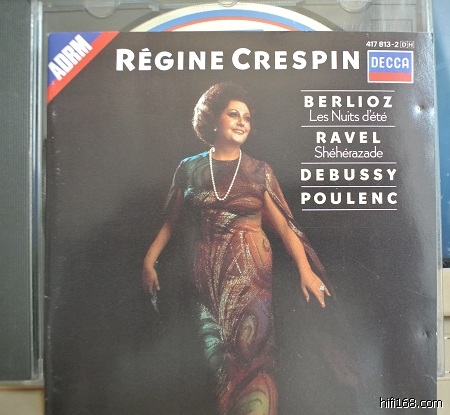 ADRM
RÉGINE CRESPIN
417 813-2 DH
DECCA
BERLIOZ
Les Nuits d'été
RAVEL
Shéhérazade
DEBUSSY
POULENC
hifi168.com